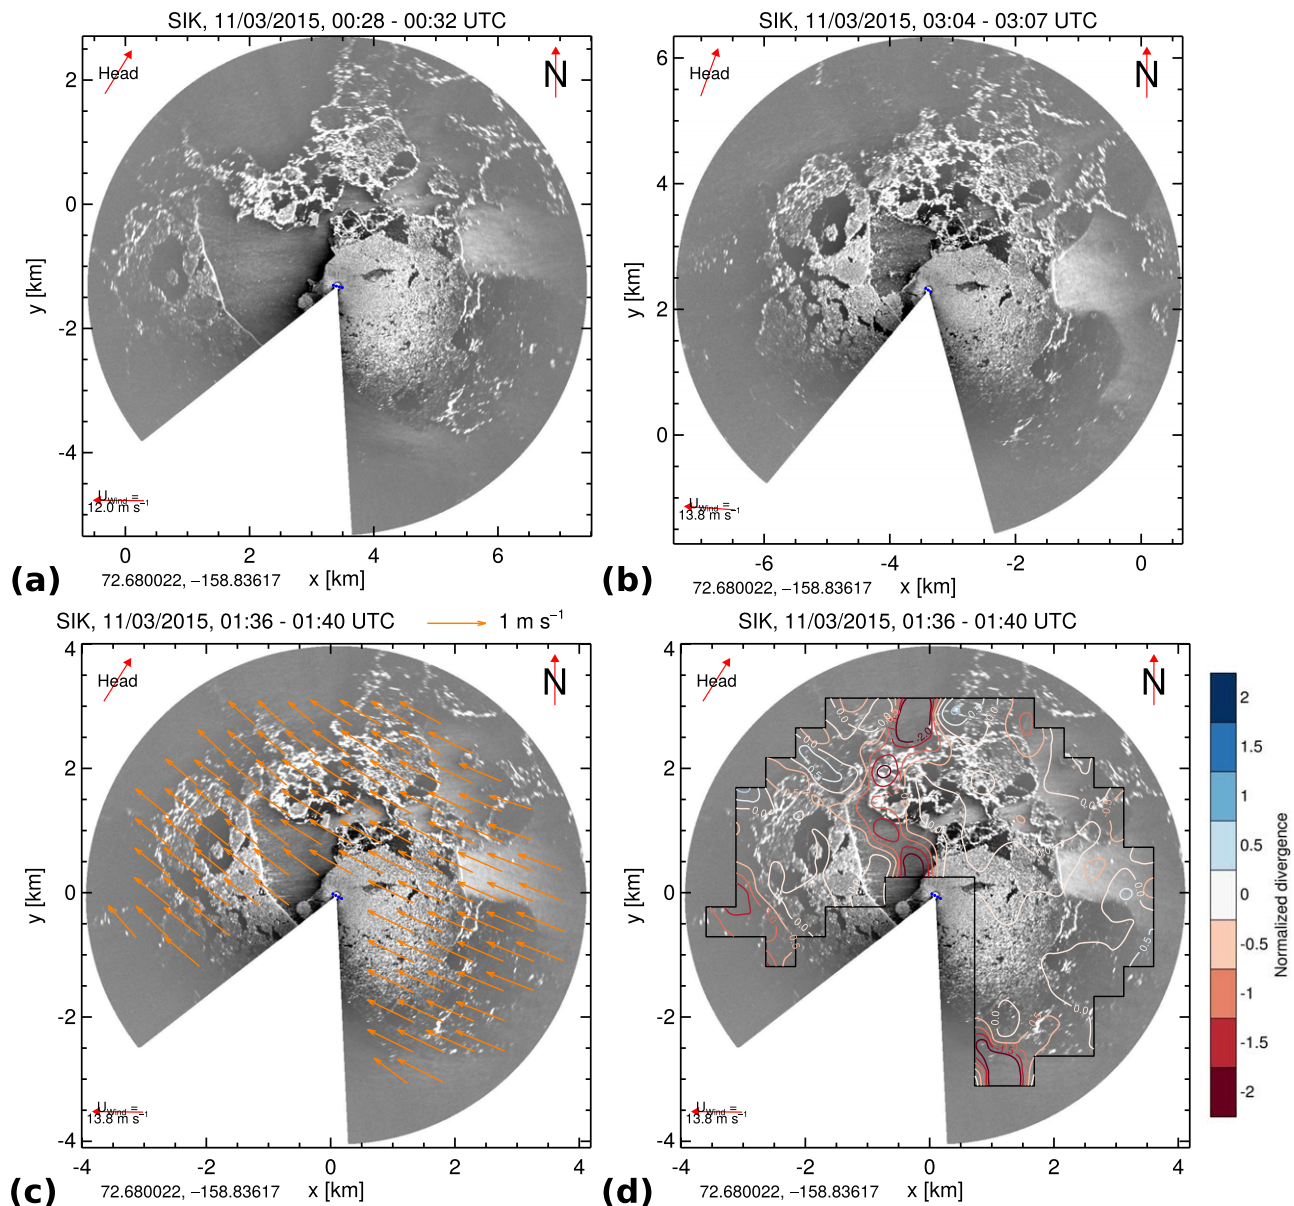 SIK, 11/03/2015, 00:28 - 00:32 UTC
Head
N
y [km]
2
0
-2
-4
U_Wind =
12.0 m s⁻¹
0 2 4 6
(a)
72.680022, −158.83617
x [km]
SIK, 11/03/2015, 03:04 - 03:07 UTC
Head
N
y [km]
6
4
2
0
U_Wind =
13.8 m s⁻¹
-6 -4 -2 0
(b)
72.680022, −158.83617
x [km]
SIK, 11/03/2015, 01:36 - 01:40 UTC
1 m s⁻¹
Head
N
y [km]
4
2
0
-2
-4
U_Wind =
13.8 m s⁻¹
-4 -2 0 2
(c)
72.680022, −158.83617
x [km]
SIK, 11/03/2015, 01:36 - 01:40 UTC
Head
N
y [km]
4
2
0
-2
-4
U_Wind =
13.8 m s⁻¹
-4 -2 0 2 4
(d)
72.680022, −158.83617
x [km]
2
1.5
1
0.5
0
-0.5
-1
-1.5
-2
Normalized divergence